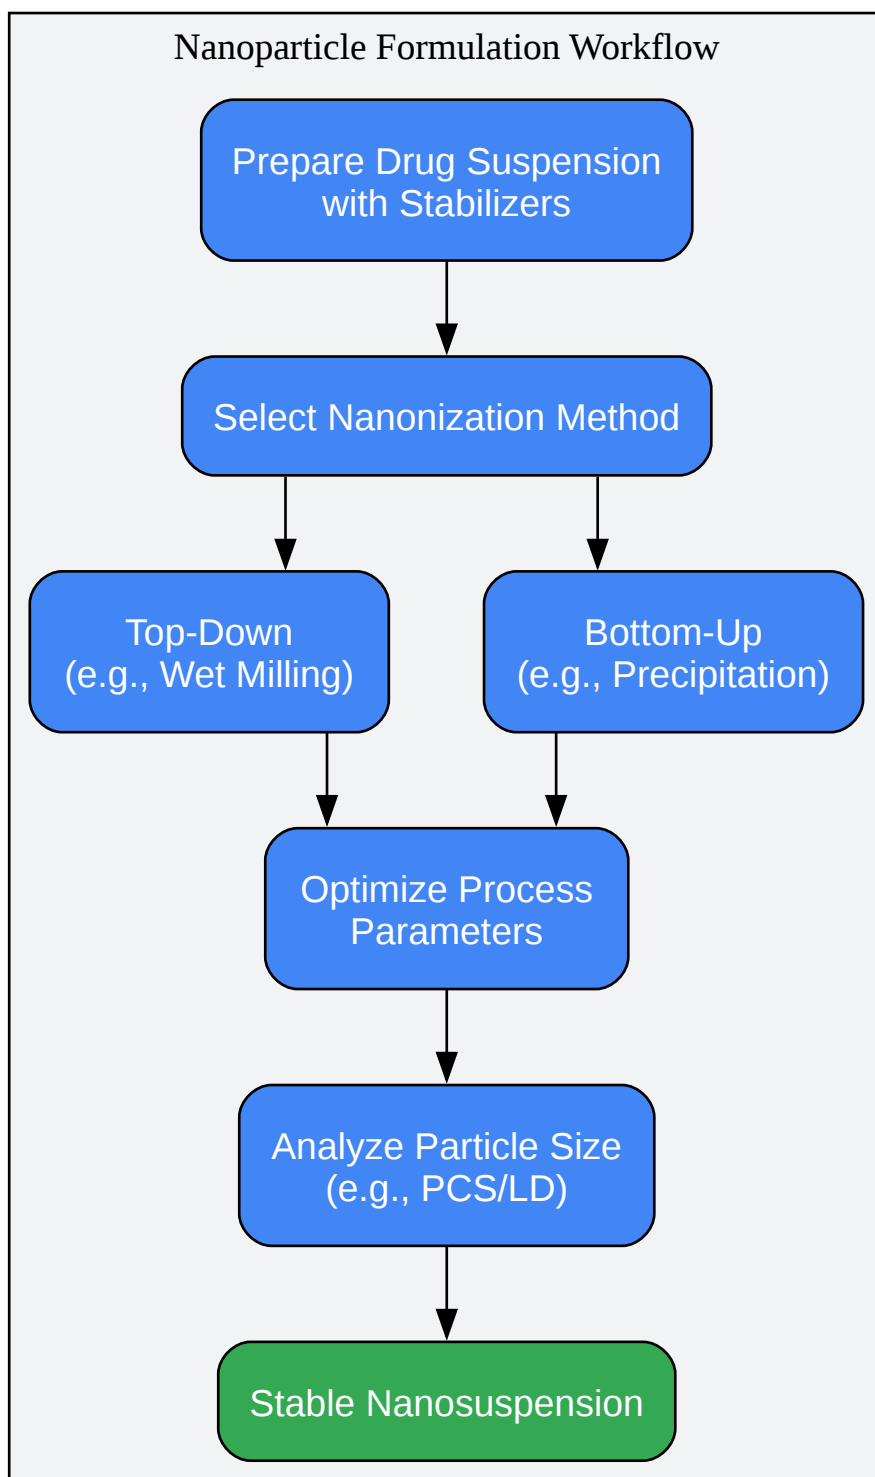 Nanoparticle Formulation Workflow
Prepare Drug Suspension
with Stabilizers
Select Nanonization Method
Top-Down
(e.g., Wet Milling)
Bottom-Up
(e.g., Precipitation)
Optimize Process
Parameters
Analyze Particle Size
(e.g., PCS/LD)
Stable Nanosuspension